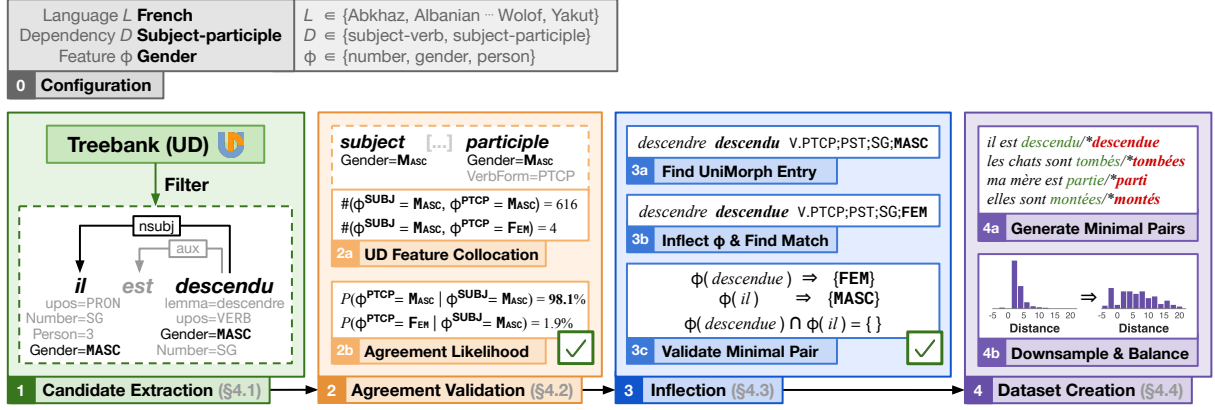 Language L French
Dependency D Subject-participle
Feature ϕ Gender
L ∈ {Abkhaz, Albanian ··· Wolof, Yakut}
D ∈ {subject-verb, subject-participle}
ϕ ∈ {number, gender, person}
0 Configuration
Treebank (UD)
Filter
nsubj
aux
il est descendu
upos=PRON
Number=SG
Person=3
Gender=MASC
lemma=descendre
upos=VERB
Gender=MASC
Number=SG
1 Candidate Extraction (§4.1)
subject [...] participle
Gender=MASC Gender=MASC
VerbForm=PTCP
#(ϕSUBJ = MASC, ϕPTCP = MASC) = 616
#(ϕSUBJ = MASC, ϕPTCP = FEM) = 4
2a UD Feature Collocation
P(ϕPTCP= MASC | ϕSUBJ= MASC) = 98.1%
P(ϕPTCP= FEM | ϕSUBJ= MASC) = 1.9%
2b Agreement Likelihood
2 Agreement Validation (§4.2)
descendre descendu V.PTCP;PST;SG;MASC
3a Find UniMorph Entry
descendre descendue V.PTCP;PST;SG;FEM
3b Inflect ϕ & Find Match
ϕ( descendue ) ⇒ {FEM}
ϕ( il ) ⇒ {MASC}
ϕ( descendue ) ∩ ϕ( il ) = { }
3c Validate Minimal Pair
3 Inflection (§4.3)
il est descendu/*descendue
les chats sont tombés/*tombées
ma mère est partie/*parti
elles sont montées/*montés
4a Generate Minimal Pairs
⇒
-10 -5 0 5 10 15 20
Distance
-10 -5 0 5 10 15 20
Distance
4b Downsample & Balance
4 Dataset Creation (§4.4)